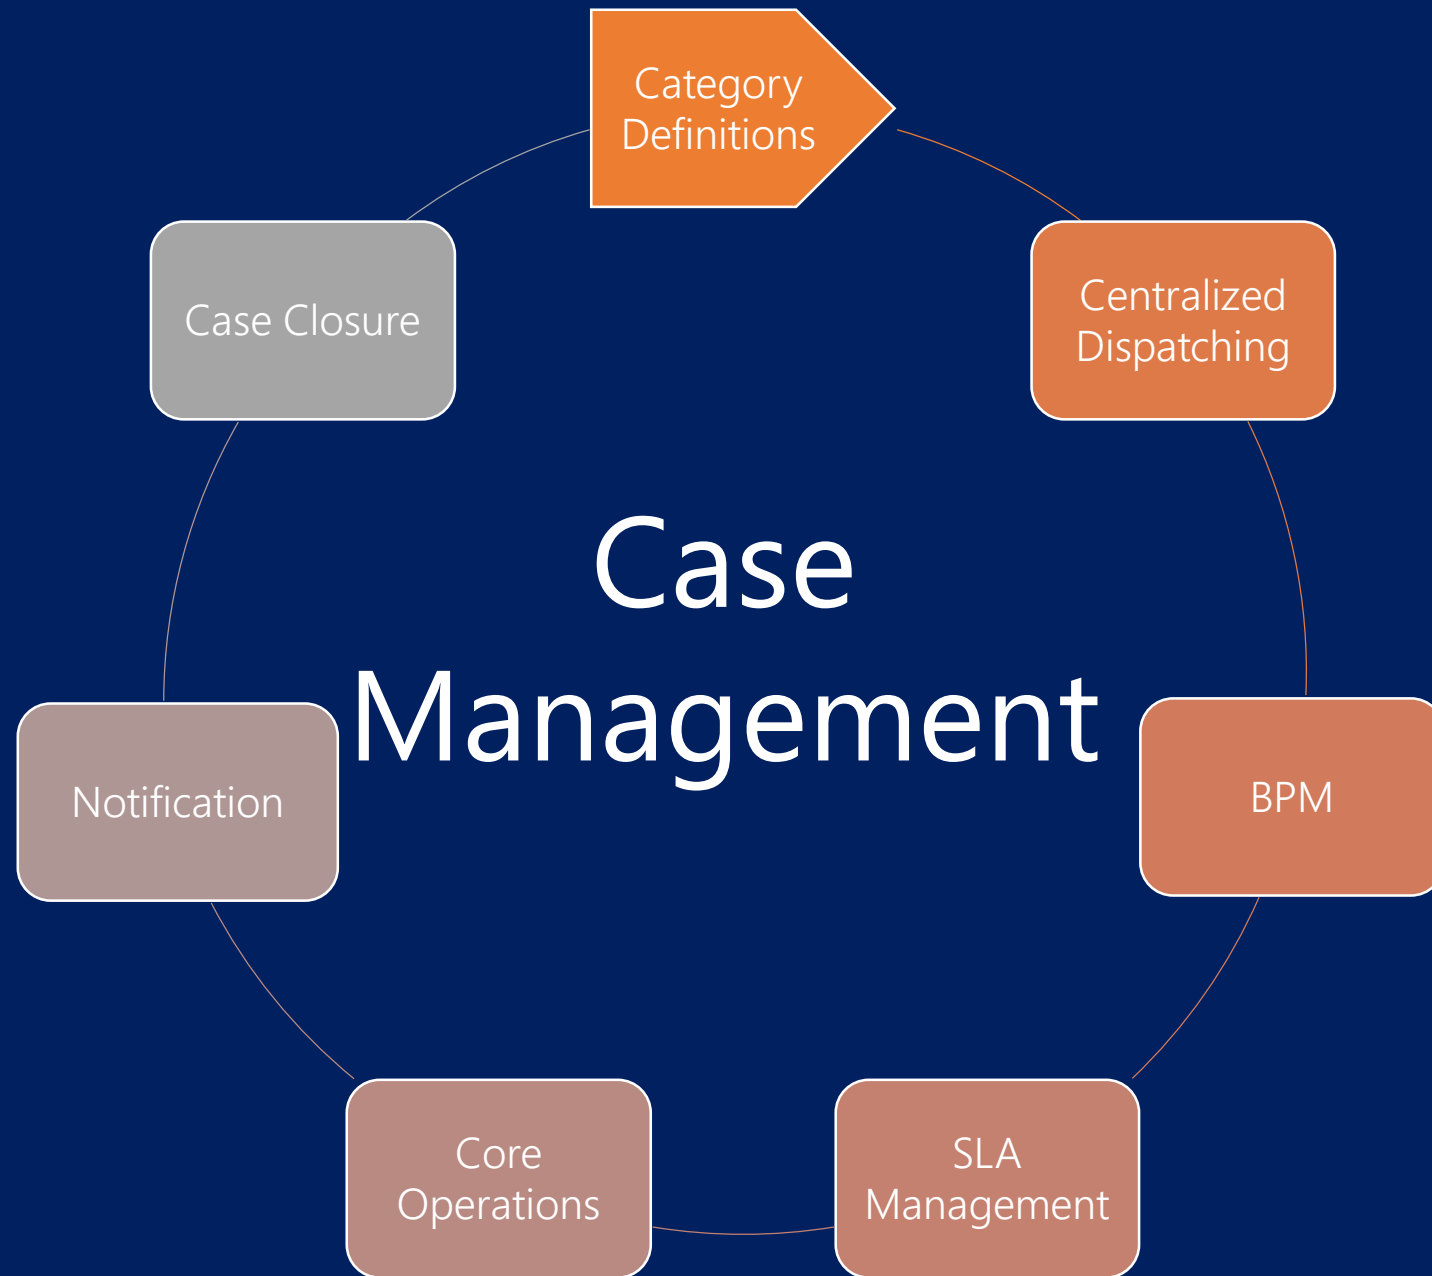 Category
Definitions
Centralized
Dispatching
BPM
SLA
Management
Core
Operations
Notification
Case Closure
Case
Management